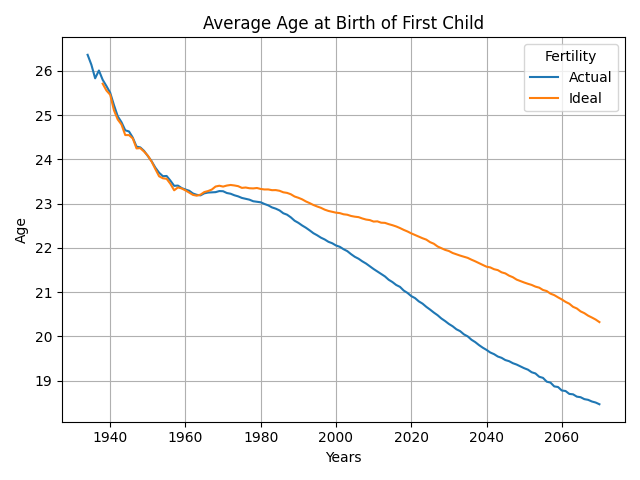 Average Age at Birth of First Child
Fertility
Actual
Ideal
Age
26
25
24
23
22
21
20
19
1940 1960 1980 2000 2020 2040 2060
Years